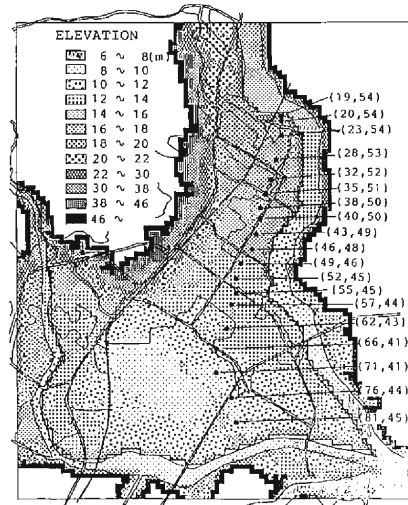 ELEVATION
6 ~ 8(m)
8 ~ 10
10 ~ 12
12 ~ 14
14 ~ 16
16 ~ 18
18 ~ 20
20 ~ 22
22 ~ 30
30 ~ 38
38 ~ 46
46 ~
(19,54)
(20,54)
(23,54)
(28,53)
(32,52)
(35,51)
(38,50)
(40,50)
(43,49)
(46,48)
(49,46)
(52,45)
(55,45)
(57,44)
(62,43)
(66,41)
(71,41)
(76,44)
(81,45)